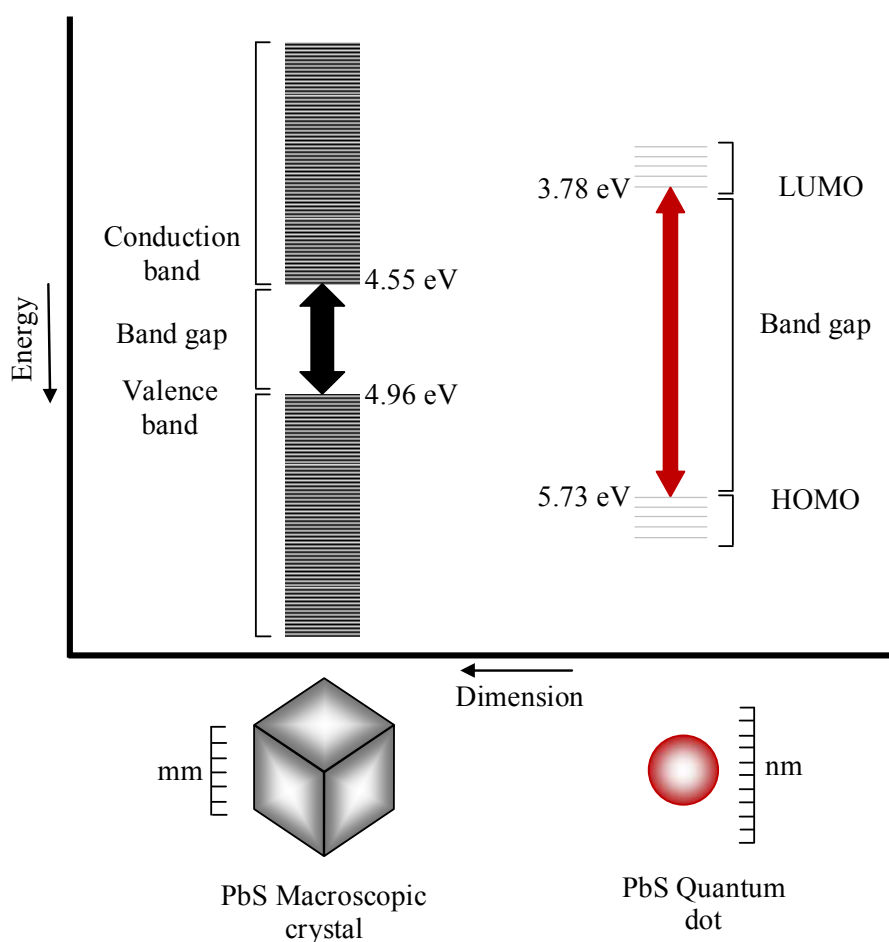 Energy
Conduction
band
4.55 eV
Band gap
Valence
band
4.96 eV
3.78 eV
LUMO
Band gap
5.73 eV
HOMO
Dimension
mm
nm
PbS Macroscopic
crystal
PbS Quantum
dot